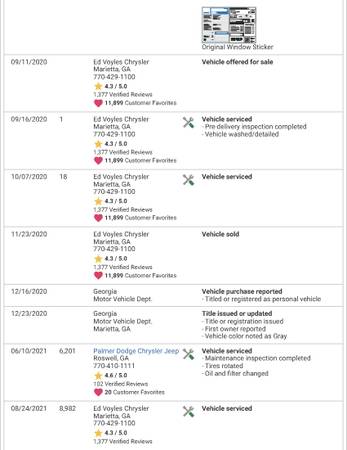 Original Window Sticker
09/11/2020
Ed Voyles Chrysler
Marietta, GA
770-429-1100
4.3 / 5.0
1,377 Verified Reviews
11,899 Customer Favorites
Vehicle offered for sale
09/16/2020
1
Ed Voyles Chrysler
Marietta, GA
770-429-1100
4.3 / 5.0
1,377 Verified Reviews
11,899 Customer Favorites
Vehicle serviced
- Pre-delivery inspection completed
- Vehicle washed/detailed
10/07/2020
18
Ed Voyles Chrysler
Marietta, GA
770-429-1100
4.3 / 5.0
1,377 Verified Reviews
11,899 Customer Favorites
Vehicle serviced
11/23/2020
Ed Voyles Chrysler
Marietta, GA
770-429-1100
4.3 / 5.0
1,377 Verified Reviews
11,899 Customer Favorites
Vehicle sold
12/16/2020
Georgia
Motor Vehicle Dept.
Vehicle purchase reported
- Titled or registered as personal vehicle
12/23/2020
Georgia
Motor Vehicle Dept.
Marietta, GA
Title issued or updated
- Title or registration issued
- First owner reported
- Vehicle color noted as Gray
06/10/2021
6,201
Palmer Dodge Chrysler Jeep
Roswell, GA
770-410-1111
4.6 / 5.0
102 Verified Reviews
20 Customer Favorites
Vehicle serviced
- Maintenance inspection completed
- Tires rotated
- Oil and filter changed
08/24/2021
8,982
Ed Voyles Chrysler
Marietta, GA
770-429-1100
4.3 / 5.0
1,377 Verified Reviews
Vehicle serviced